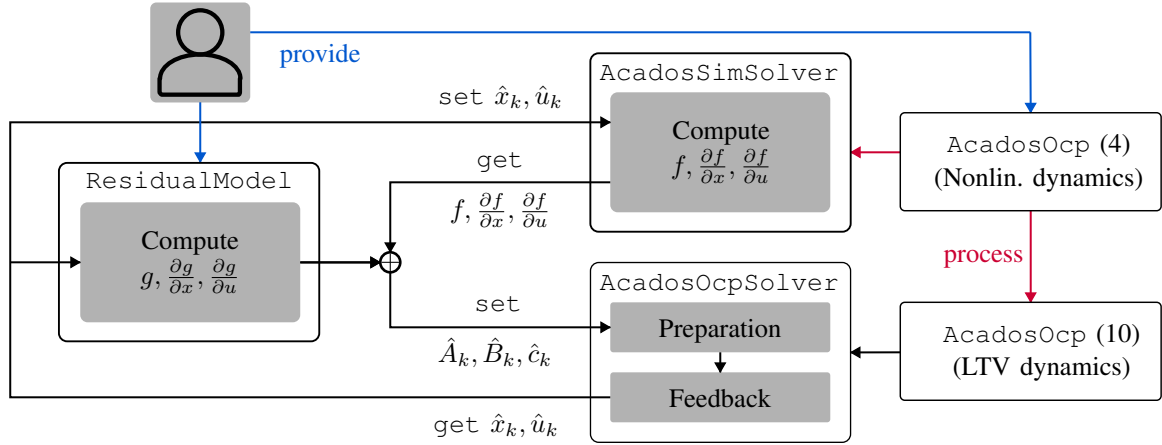 provide
AcadosSimSolver
set x̂_k, û_k
Compute
f, ∂f/∂x, ∂f/∂u
get
f, ∂f/∂x, ∂f/∂u
AcadosOcp (4)
(Nonlin. dynamics)
ResidualModel
Compute
g, ∂g/∂x, ∂g/∂u
process
AcadosOcpSolver
set
Â_k, B̂_k, ĉ_k
Preparation
Feedback
get x̂_k, û_k
AcadosOcp (10)
(LTV dynamics)